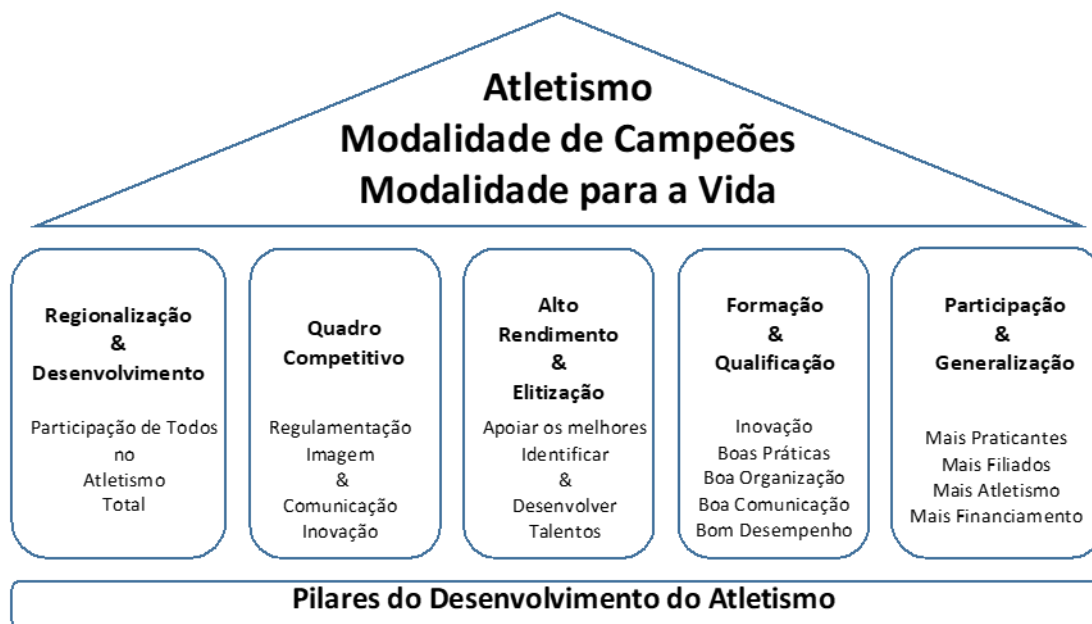 Atletismo
Modalidade de Campeões
Modalidade para a Vida
Regionalização
&
Desenvolvimento
Participação de Todos
no
Atletismo
Total
Quadro
Competitivo
Regulamentação
Imagem
&
Comunicação
Inovação
Alto
Rendimento
&
Elitização
Apoiar os melhores
Identificar
&
Desenvolver
Talentos
Formação
&
Qualificação
Inovação
Boas Práticas
Boa Organização
Boa Comunicação
Bom Desempenho
Participação
&
Generalização
Mais Praticantes
Mais Filiados
Mais Atletismo
Mais Financiamento
Pilares do Desenvolvimento do Atletismo